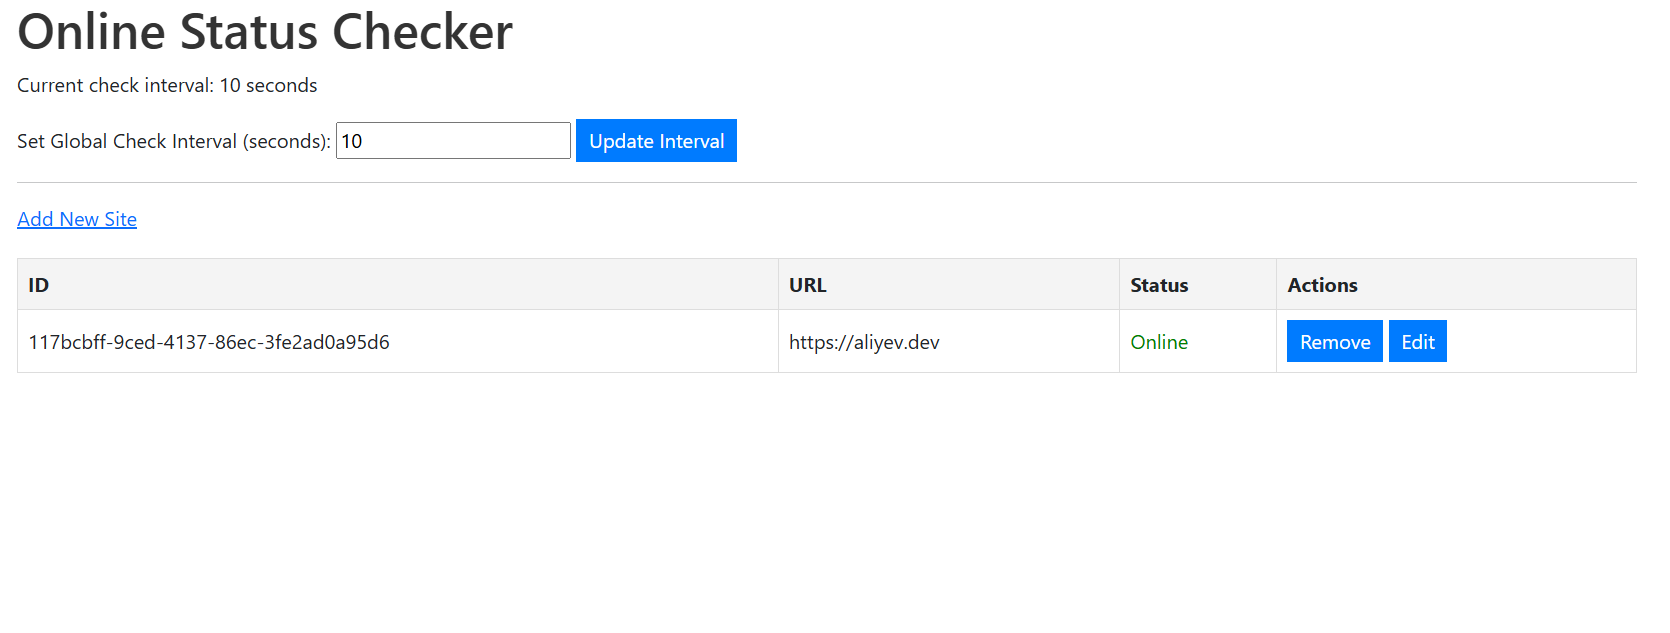 Online Status Checker
Current check interval: 10 seconds
Set Global Check Interval (seconds): 10 Update Interval
Add New Site
ID URL Status Actions
117bcbff-9ced-4137-86ec-3fe2ad0a95d6 https://aliyev.dev Online Remove Edit